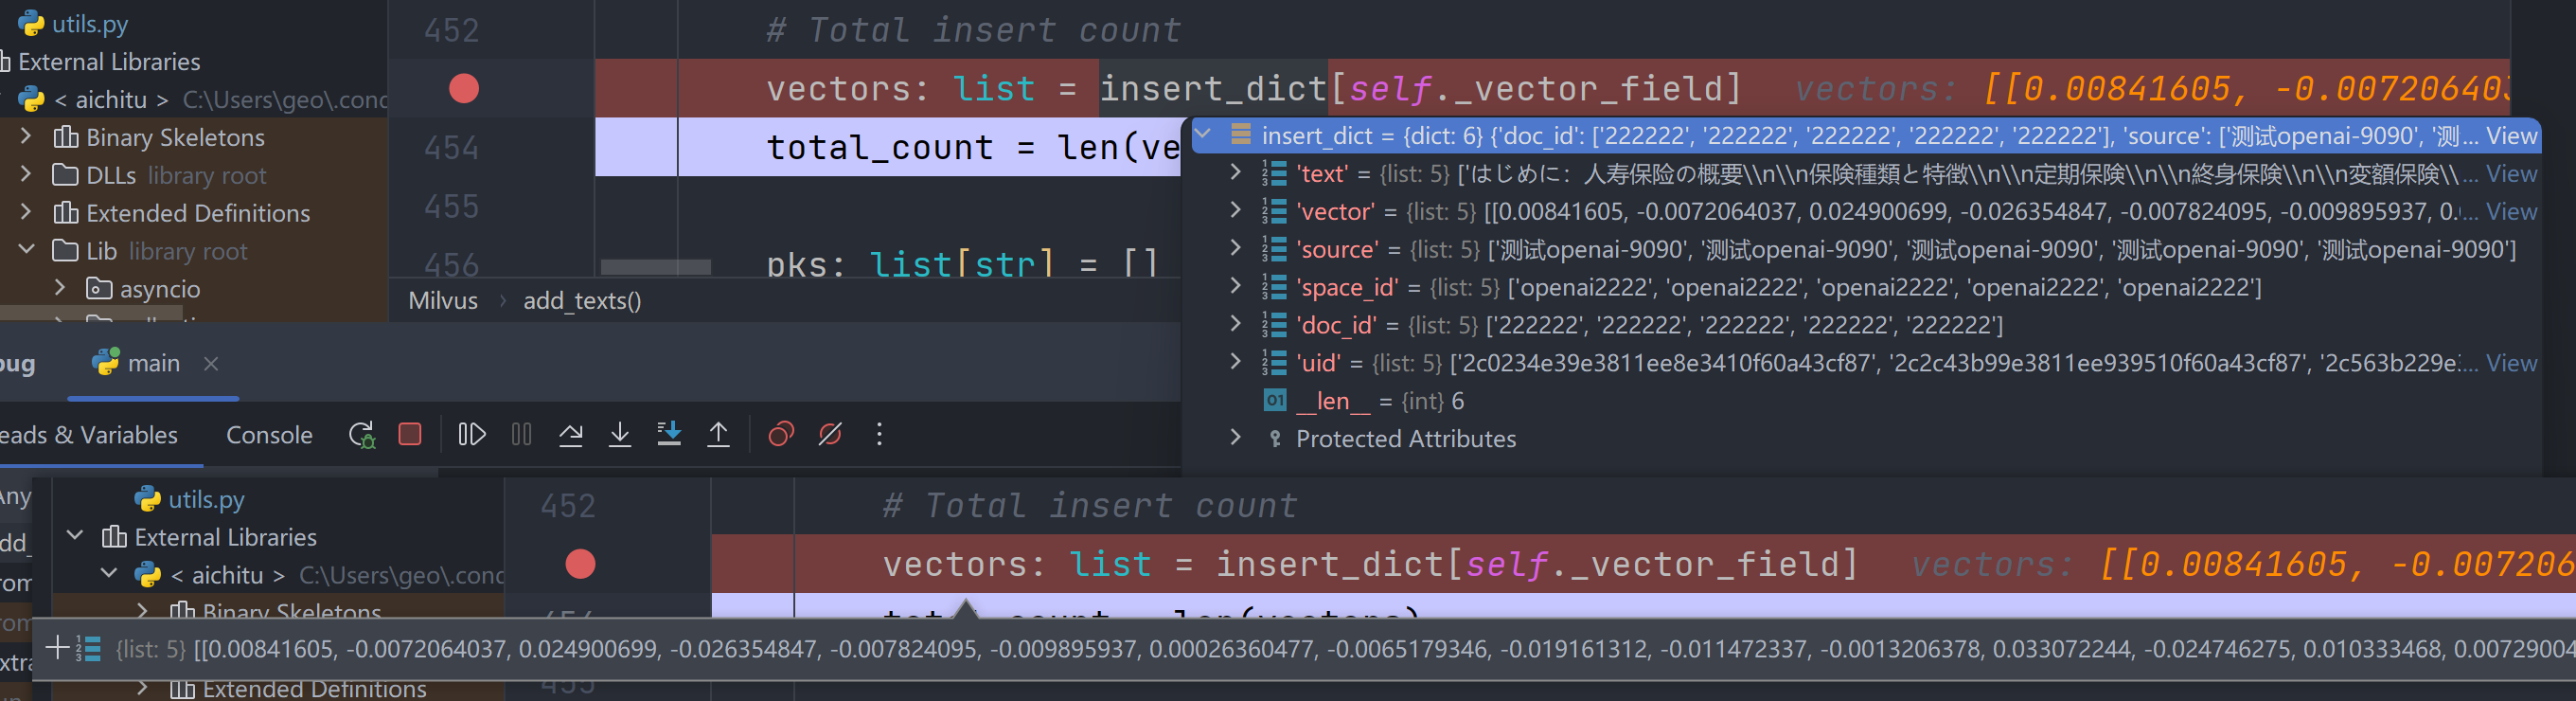 utils.py
External Libraries
< aichitu > C:\Users\geo\.conc
Binary Skeletons
DLLs library root
Extended Definitions
Lib library root
asyncio
452 # Total insert count
vectors: list = insert_dict[self._vector_field] vectors: [[0.00841605, -0.007206403
454 total_count = len(ve
455
456 pks: list[str] = []
Milvus > add_texts()
insert_dict = {dict: 6} {'doc_id': ['222222', '222222', '222222', '222222', '222222'], 'source': ['测试openai-9090', '测... View
'text' = {list: 5} ['はじめに：人寿保险の概要\\n\\n保険種類と特徴\\n\\n定期保険\\n\\n終身保険\\n\\n变額保険\\... View
'vector' = {list: 5} [[0.00841605, -0.0072064037, 0.024900699, -0.026354847, -0.007824095, -0.009895937, 0.... View
'source' = {list: 5} ['测试openai-9090', '测试openai-9090', '测试openai-9090', '测试openai-9090', '测试openai-9090']
'space_id' = {list: 5} ['openai2222', 'openai2222', 'openai2222', 'openai2222', 'openai2222']
'doc_id' = {list: 5} ['222222', '222222', '222222', '222222', '222222']
'uid' = {list: 5} ['2c0234e39e3811ee8e3410f60a43cf87', '2c2c43b99e3811ee939510f60a43cf87', '2c563b229e... View
__len__ = {int} 6
Protected Attributes
bug main
eads & Variables Console
Any
utils.py
External Libraries
< aichitu > C:\Users\geo\.conc
Binary Skeletons
Extended Definitions
452 # Total insert count
vectors: list = insert_dict[self._vector_field] vectors: [[0.00841605, -0.007206
454 total_count = len(vectors)
{list: 5} [[0.00841605, -0.0072064037, 0.024900699, -0.026354847, -0.007824095, -0.009895937, 0.00026360477, -0.0065179346, -0.019161312, -0.011472337, -0.0013206378, 0.033072244, -0.024746275, 0.010333468, 0.00729004
455